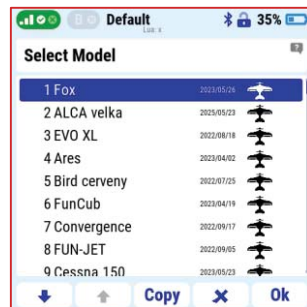 B Default 35%
Lua: x
Select Model ?
1 Fox 2023/05/26
2 ALCA velka 2025/05/23
3 EVO XL 2022/08/18
4 Ares 2023/04/02
5 Bird cerveny 2022/07/25
6 FunCub 2023/04/19
7 Convergence 2022/09/17
8 FUN-JET 2022/09/05
9 Cessna 150 2023/05/23
Copy Ok